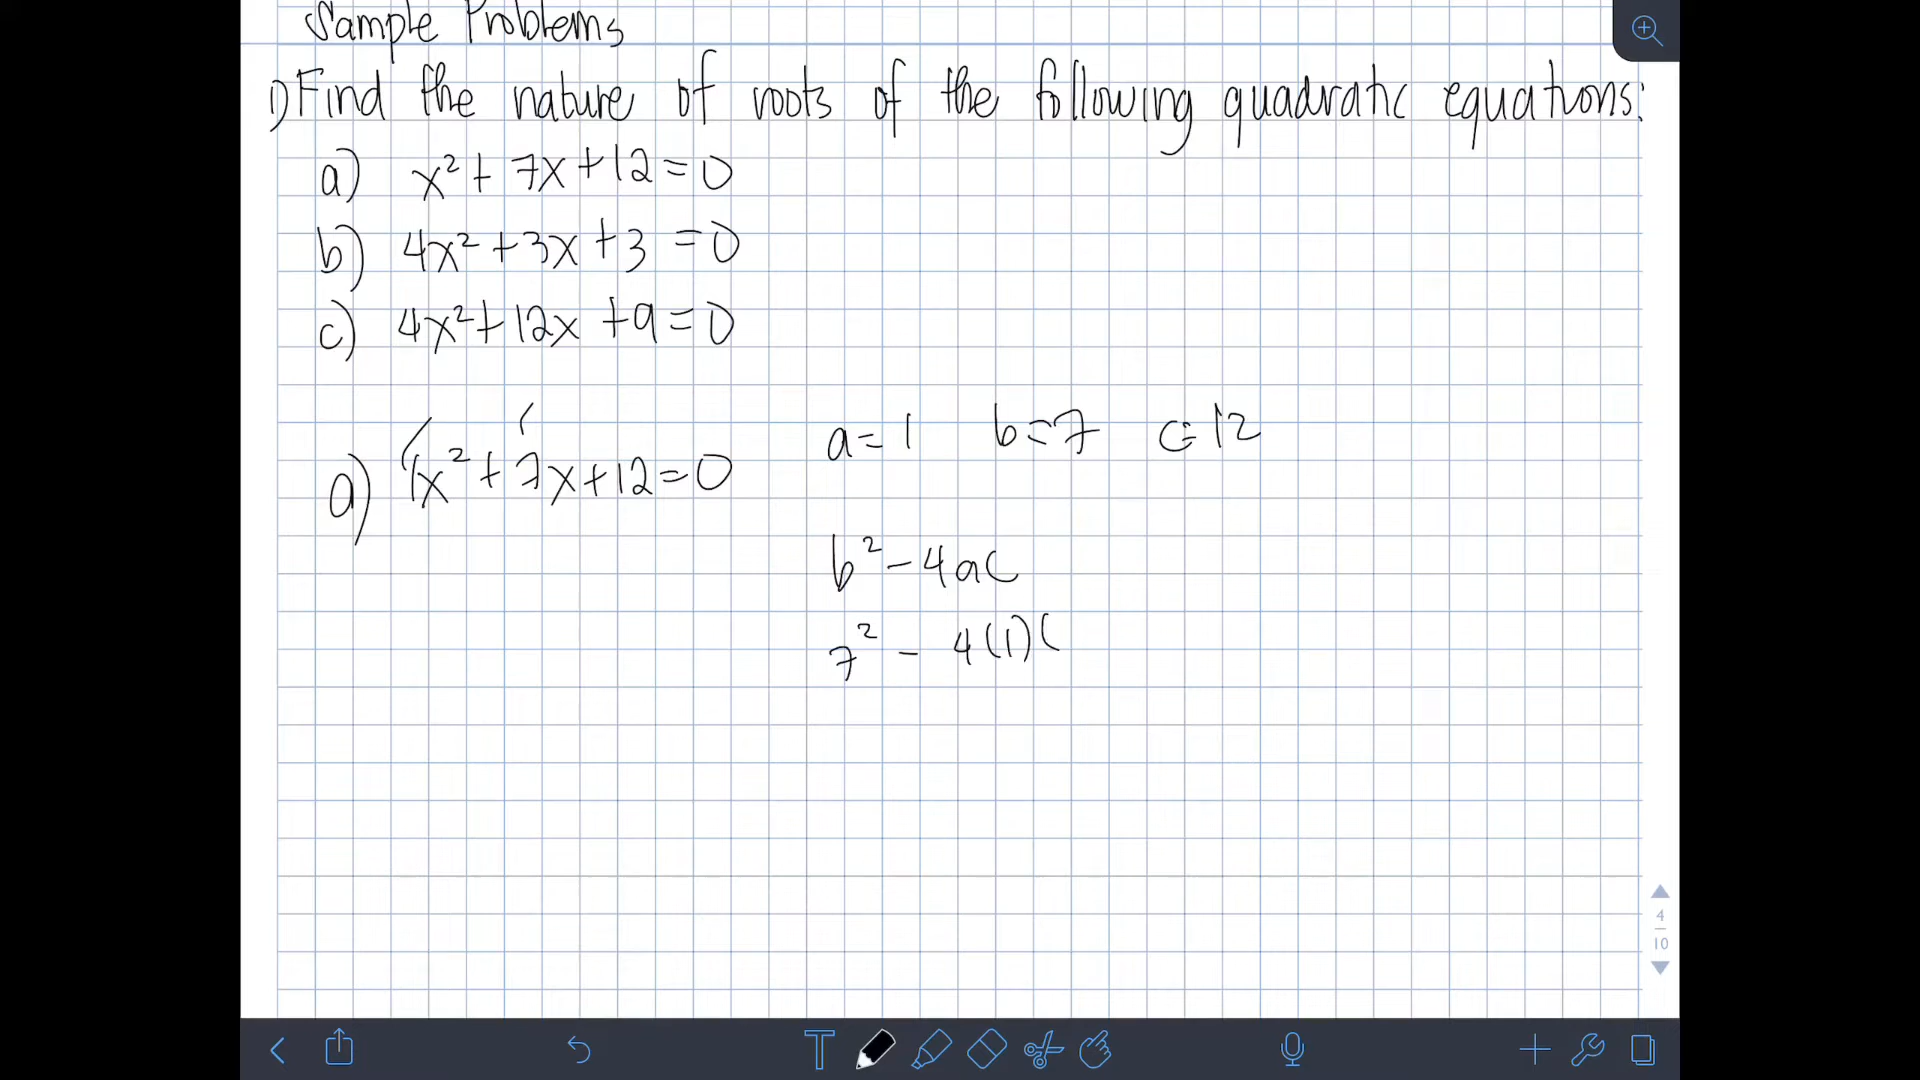 Sample Problems
1) Find the nature of roots of the following quadratic equations:
a) x² + 7x + 12 = 0
b) 4x² + 3x + 3 = 0
c) 4x² + 12x + 9 = 0
a) 1x² + 7x + 12 = 0
a = 1 b = 7 c = 12
b² - 4ac
7² - 4(1)(
4
10
T